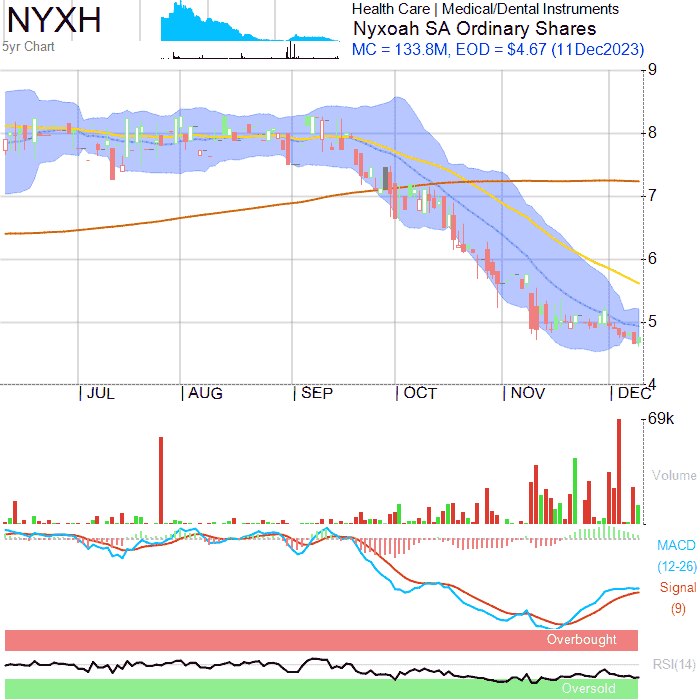 NYXH
5yr Chart
Health Care | Medical/Dental Instruments
Nyxoah SA Ordinary Shares
MC = 133.8M, EOD = $4.67 (11Dec2023)
9
8
7
6
5
4
| JUL | AUG | SEP | OCT | NOV | DEC
69k
Volume
MACD
(12-26)
Signal
(9)
Overbought
RSI(14)
Oversold